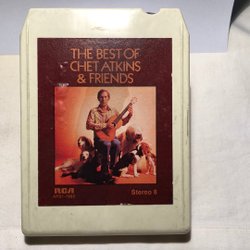 THE BEST OF
CHET ATKINS
& FRIENDS
RCA
Stereo 8